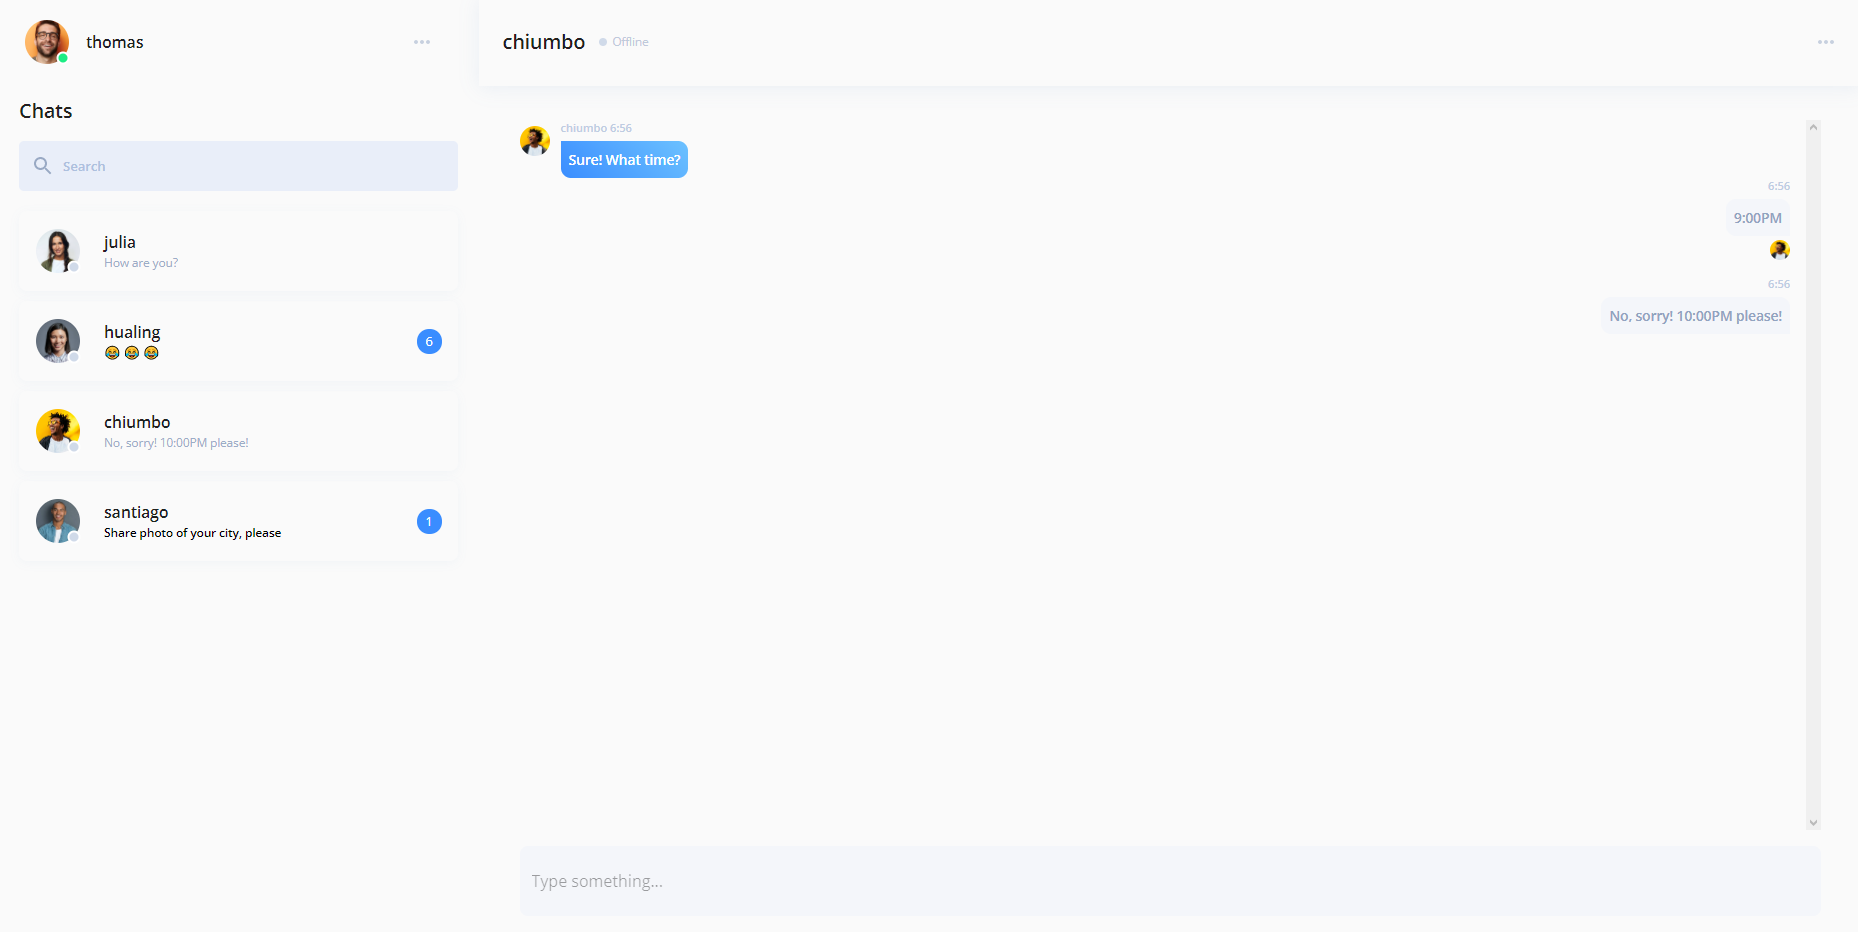 thomas
Chats
Search
julia
How are you?
hualing
😂 😂 😂
6
chiumbo
No, sorry! 10:00PM please!
santiago
Share photo of your city, please
1
chiumbo
Offline
chiumbo 6:56
Sure! What time?
6:56
9:00PM
6:56
No, sorry! 10:00PM please!
Type something...